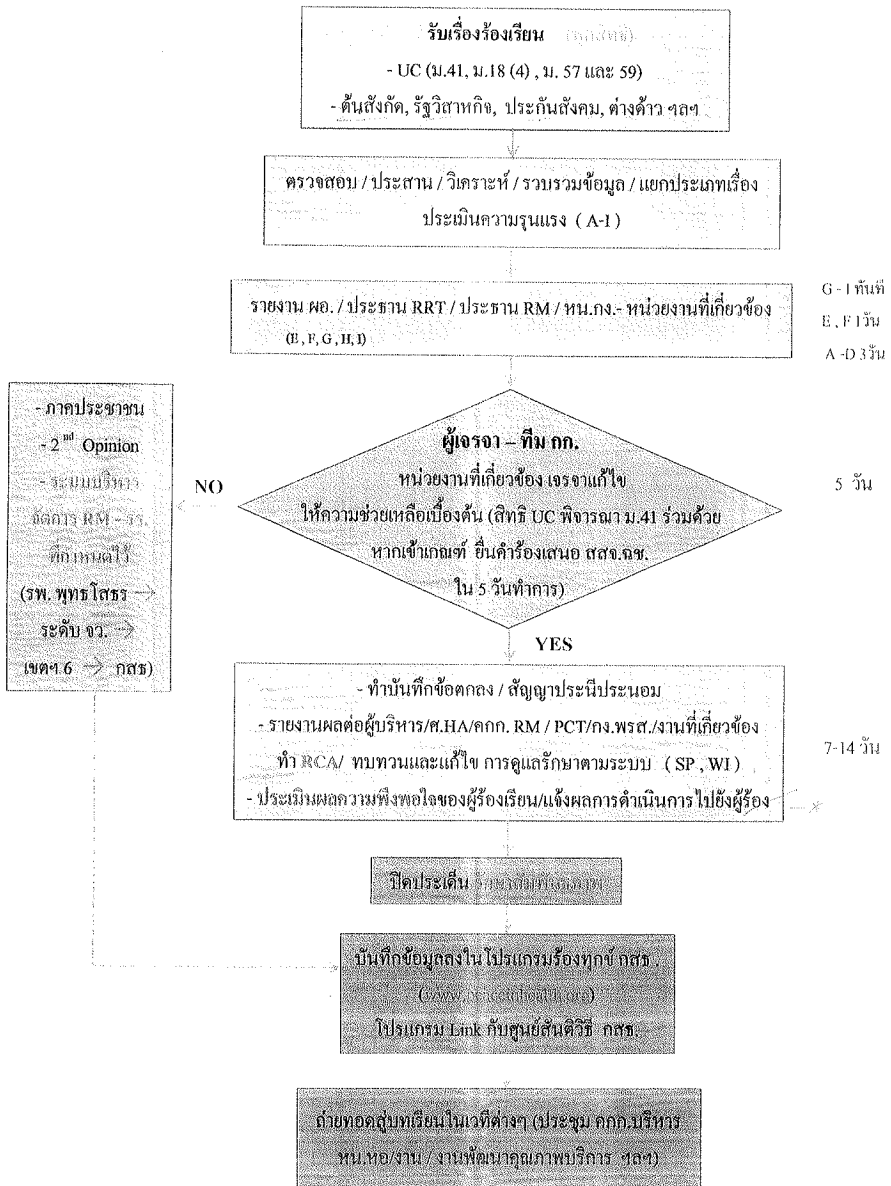 รับเรื่องร้องเรียน (ทุกสิทธิ์)
- UC (ม.41, ม.18 (4) , ม. 57 และ 59)
- ต้นสังกัด, รัฐวิสาหกิจ, ประกันสังคม, ต่างด้าว ฯลฯ
ตรวจสอบ / ประสาน / วิเคราะห์ / รวบรวมข้อมูล / แยกประเภทเรื่อง
ประเมินความรุนแรง ( A-I )
รายงาน ผอ. / ประธาน RRT / ประธาน RM / หน.กง.- หน่วยงานที่เกี่ยวข้อง
(E , F, G , H, I)
G - I ทันที
E , F 1วัน
A -D 3วัน
ผู้เจรจา – ทีม กก.
หน่วยงานที่เกี่ยวข้อง เจรจาแก้ไข
ให้ความช่วยเหลือเบื้องต้น (สิทธิ UC พิจารณา ม.41 ร่วมด้วย
หากเข้าเกณฑ์ ยื่นคำร้องเสนอ สสจ.ฉช.
ใน 5 วันทำการ)
5 วัน
NO
- ภาคประชาชน
- 2nd Opinion
- ระบบบริหาร
จัดการ RM – รร.
ที่กำหนดไว้
(รพ. พุทธโสธร →
ระดับ จว. →
เขตฯ 6 → กสธ)
YES
- ทำบันทึกข้อตกลง / สัญญาประนีประนอม
- รายงานผลต่อผู้บริหาร/ศ.HA/คกก. RM / PCT/กง.พรส./งานที่เกี่ยวข้อง
ทำ RCA/ ทบทวนและแก้ไข การดูแลรักษาตามระบบ ( SP , WI )
- ประเมินผลความพึงพอใจของผู้ร้องเรียน/แจ้งผลการดำเนินการไปยังผู้ร้อง
7-14 วัน
ปิดประเด็น
บันทึกข้อมูลลงในโปรแกรมร้องทุกข์ กสธ .
โปรแกรม Link กับศูนย์สันติวิธี กสธ.
ถ่ายทอดสู่บทเรียนในเวทีต่างๆ (ประชุม คกก.บริหาร
หน.หอ/งาน / งานพัฒนาคุณภาพบริการ ฯลฯ)